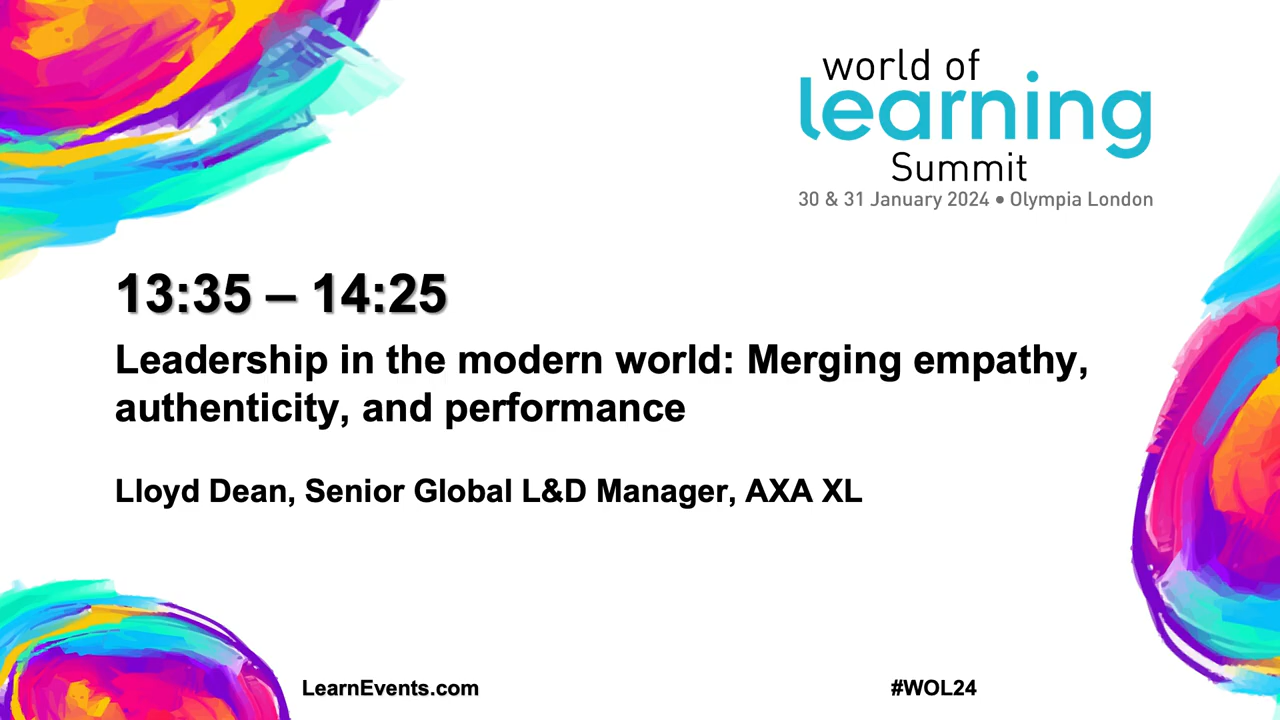 world of
learning
Summit
30 & 31 January 2024 • Olympia London
13:35 – 14:25
Leadership in the modern world: Merging empathy,
authenticity, and performance
Lloyd Dean, Senior Global L&D Manager, AXA XL
LearnEvents.com
#WOL24